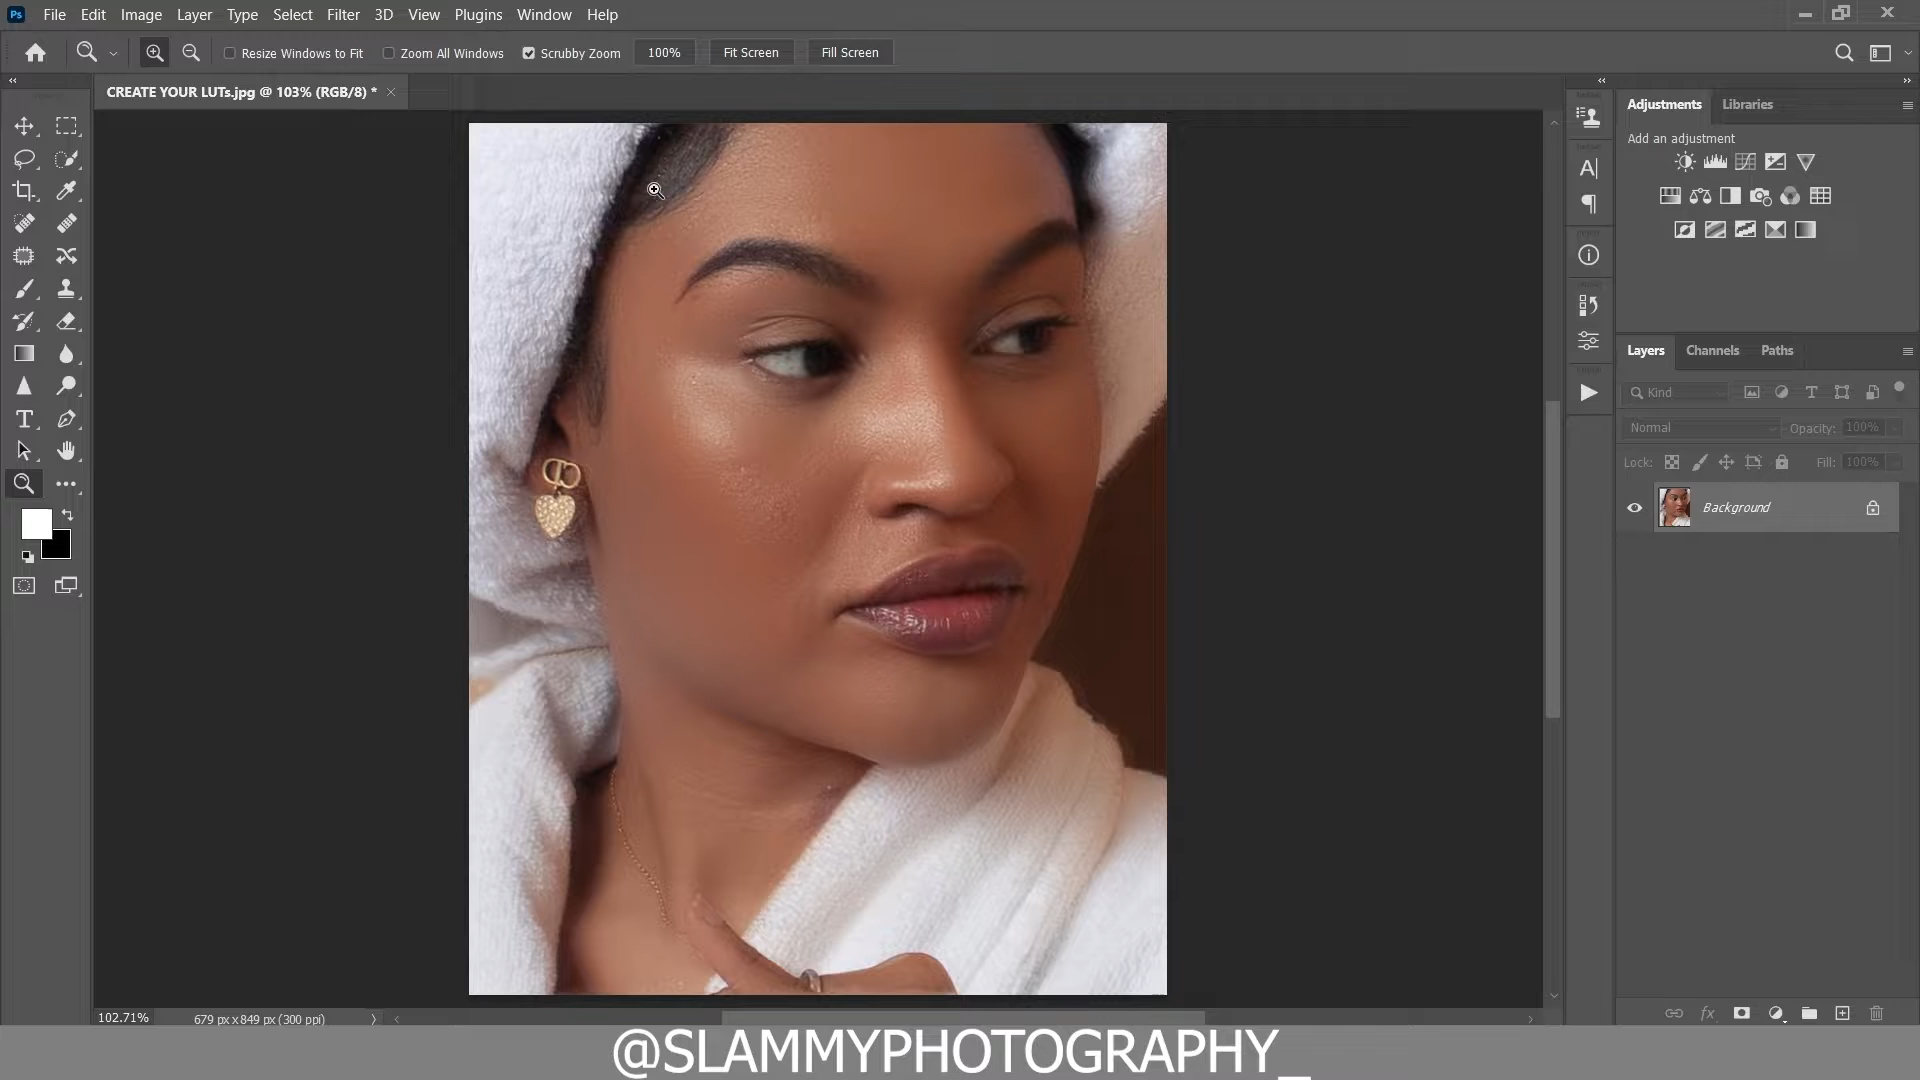 Ps File Edit Image Layer Type Select Filter 3D View Plugins Window Help
Resize Windows to Fit Zoom All Windows Scrubby Zoom 100% Fit Screen Fill Screen
CREATE YOUR LUTs.jpg @ 103% (RGB/8) *
Adjustments Libraries
Add an adjustment
Layers Channels Paths
Kind
Normal Opacity: 100%
Lock: Fill: 100%
Background
102.71% 679 px x 849 px (300 ppi)
@SLAMMYPHOTOGRAPHY_